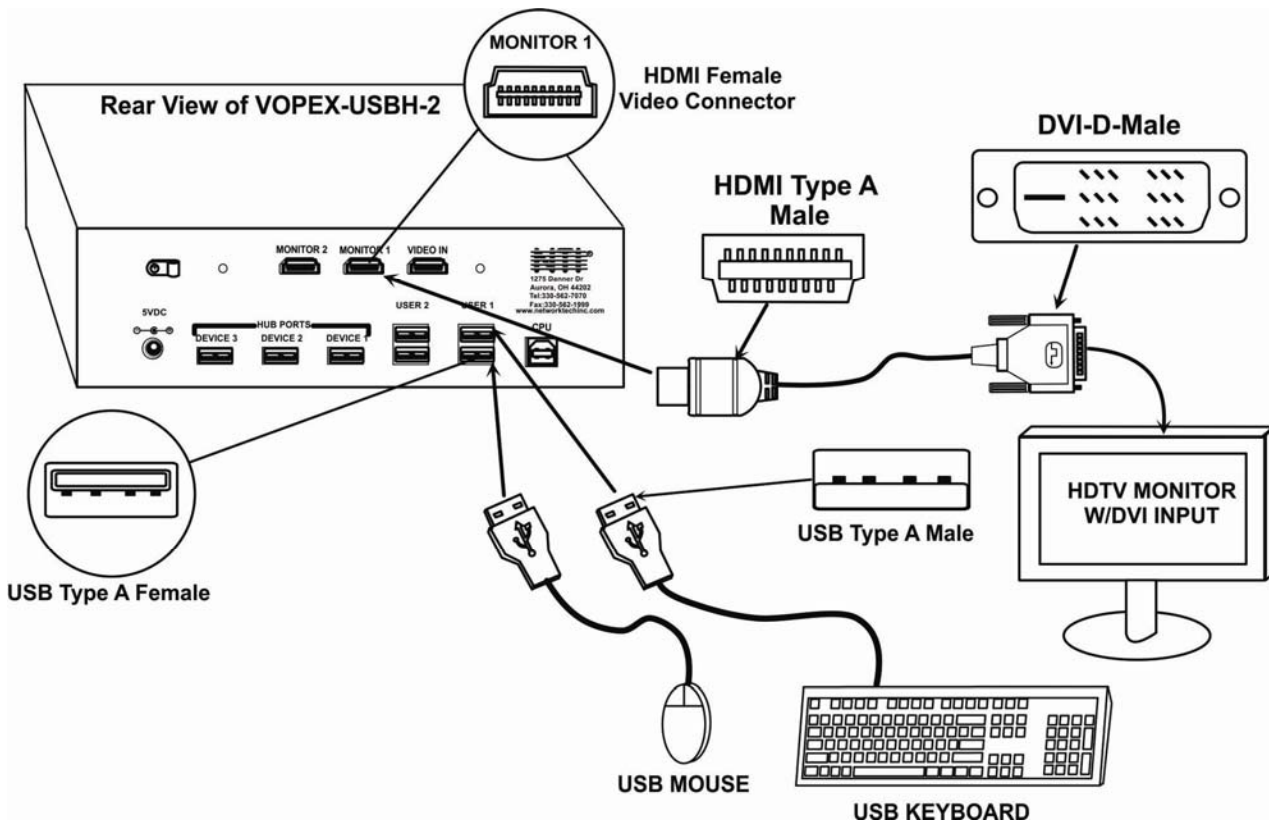 MONITOR 1
HDMI Female
Video Connector
Rear View of VOPEX-USBH-2
DVI-D-Male
HDMI Type A
Male
MONITOR 2
MONITOR 1
VIDEO IN
1275 Danner Dr
Aurora, OH 44202
Tel:330-562-7070
Fax:330-562-1999
www.networktechinc.com
5VDC
HUB PORTS
DEVICE 3
DEVICE 2
DEVICE 1
USER 2
USER 1
CPU
HDTV MONITOR
W/DVI INPUT
USB Type A Male
USB Type A Female
USB MOUSE
USB KEYBOARD